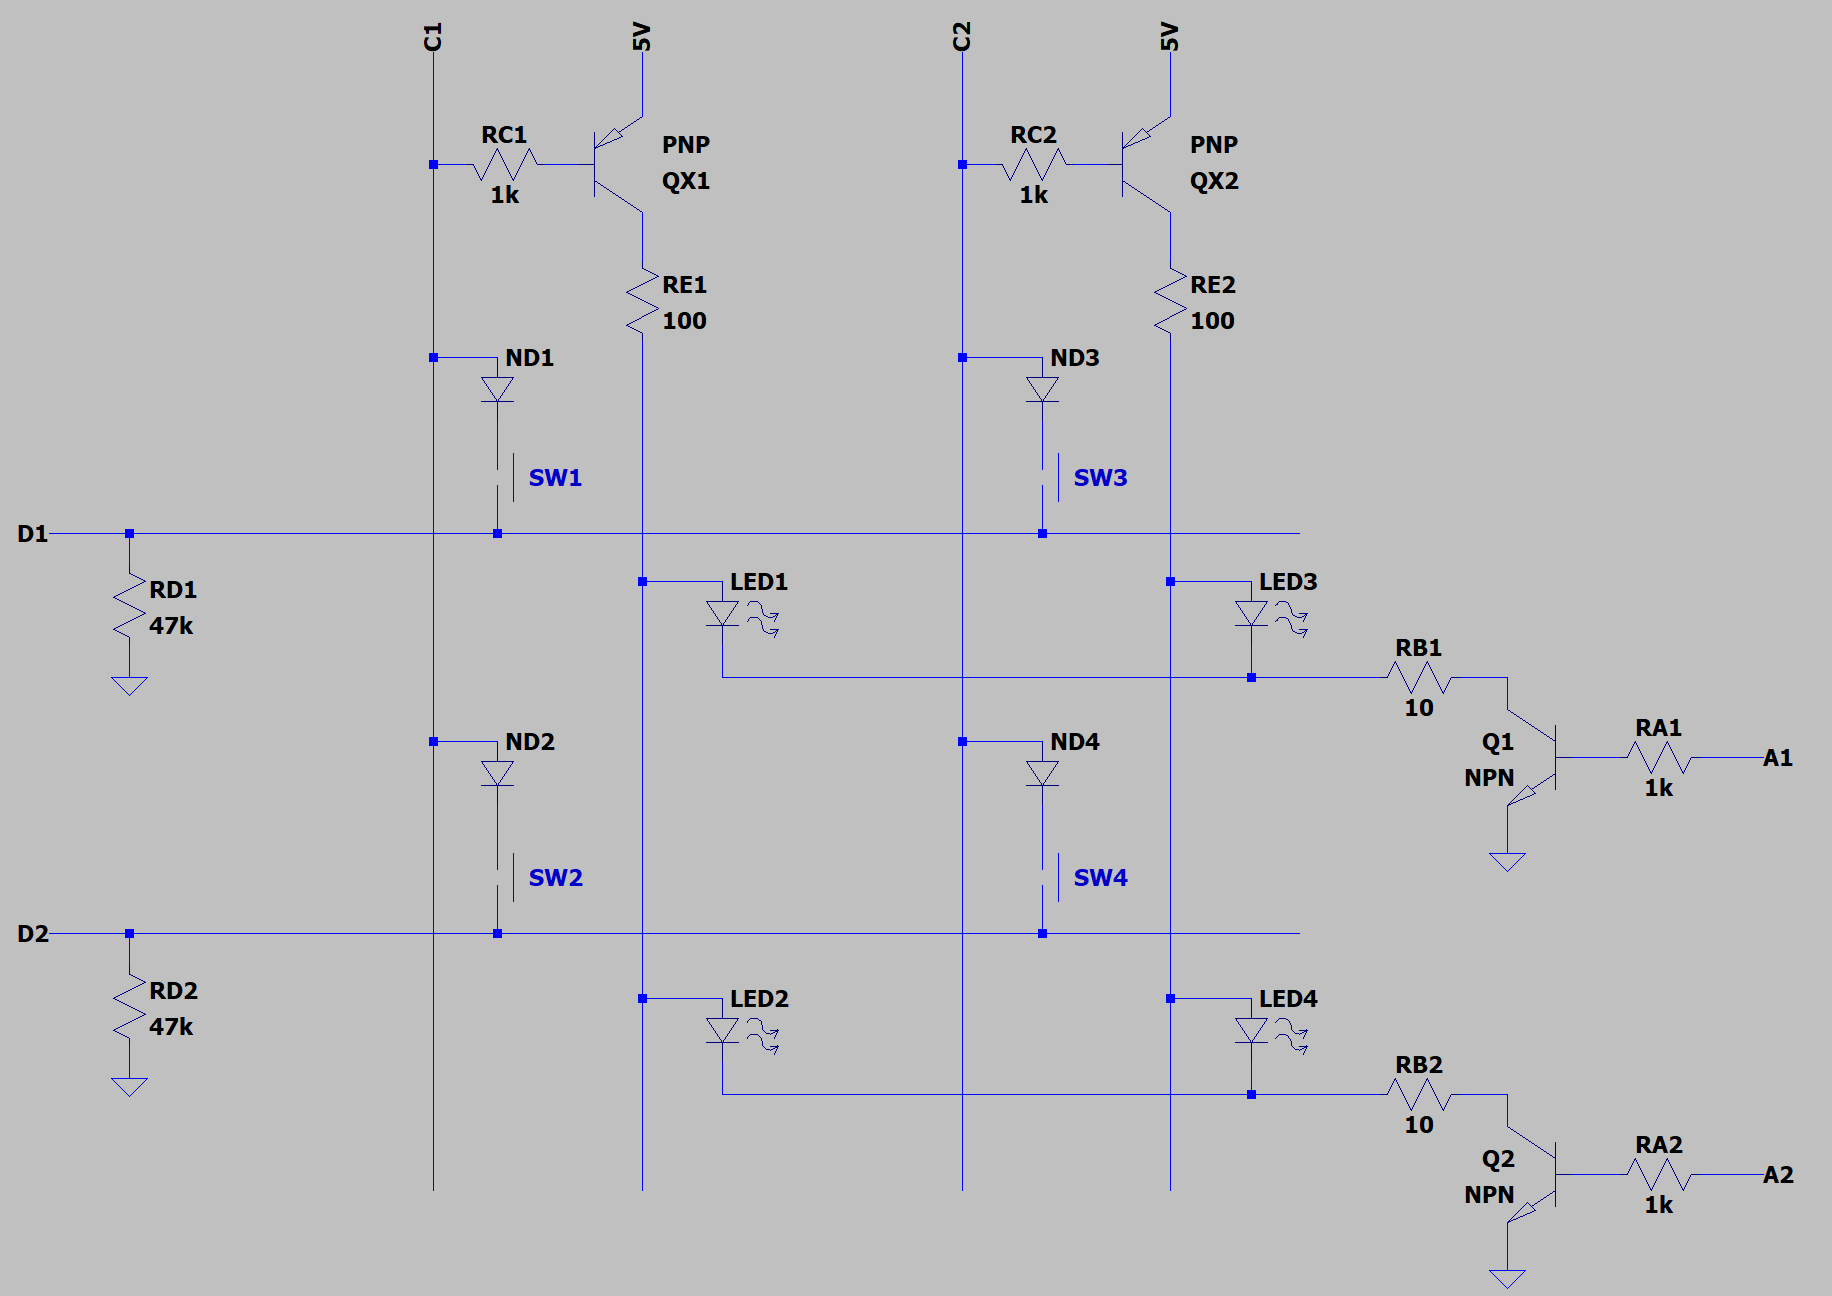 C1
5V
C2
5V
RC1
1k
PNP
QX1
RC2
1k
PNP
QX2
RE1
100
RE2
100
ND1
ND3
SW1
SW3
D1
RD1
47k
LED1
LED3
RB1
10
ND2
ND4
Q1
NPN
RA1
1k
A1
SW2
SW4
D2
RD2
47k
LED2
LED4
RB2
10
Q2
NPN
RA2
1k
A2